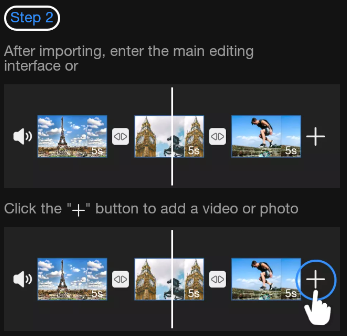 Step 2
After importing, enter the main editing
interface or
5s 5s 5s
Click the "+" button to add a video or photo
5s 5s 5s